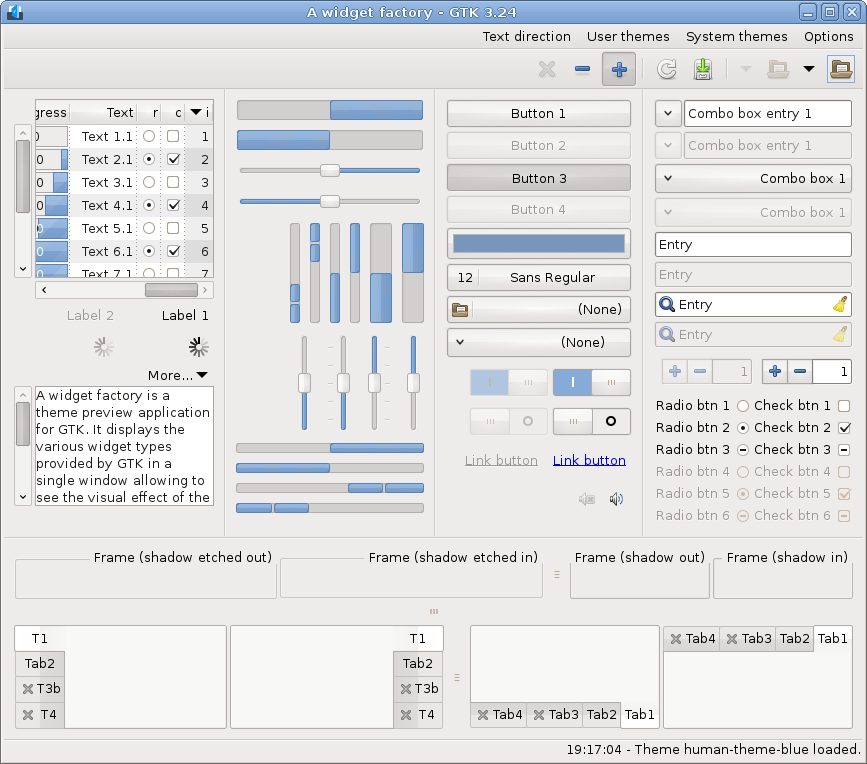 A widget factory - GTK 3.24
Text direction User themes System themes Options
gress Text r c i
0 Text 1.1 1
0 Text 2.1 2
0 Text 3.1 3
0 Text 4.1 4
0 Text 5.1 5
0 Text 6.1 6
Text 7.1 7
Label 2 Label 1
More...
A widget factory is a
theme preview application
for GTK. It displays the
various widget types
provided by GTK in a
single window allowing to
see the visual effect of the
Button 1
Button 2
Button 3
Button 4
12 Sans Regular
(None)
(None)
Link button Link button
Combo box entry 1
Combo box entry 1
Combo box 1
Combo box 1
Entry
Entry
Entry
Entry
1 1
Radio btn 1 Check btn 1
Radio btn 2 Check btn 2
Radio btn 3 Check btn 3
Radio btn 4 Check btn 4
Radio btn 5 Check btn 5
Radio btn 6 Check btn 6
Frame (shadow etched out) Frame (shadow etched in) Frame (shadow out) Frame (shadow in)
T1
Tab2
T3b
T4
T1
Tab2
T3b
T4
Tab4 Tab3 Tab2 Tab1
Tab4 Tab3 Tab2 Tab1
19:17:04 - Theme human-theme-blue loaded.